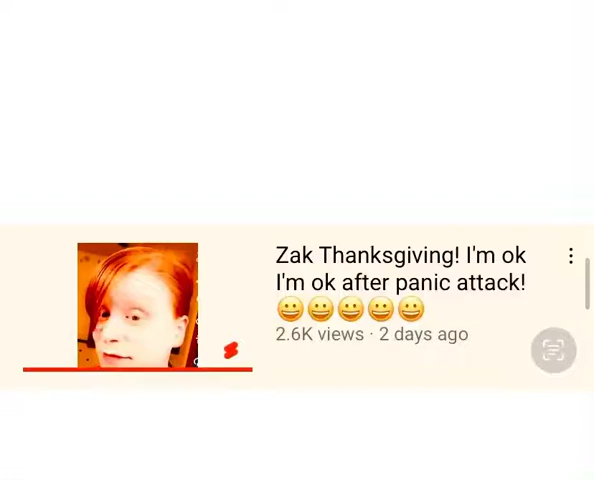 Zak Thanksgiving! I'm ok
I'm ok after panic attack!
😀😀😀😀😀
2.6K views · 2 days ago